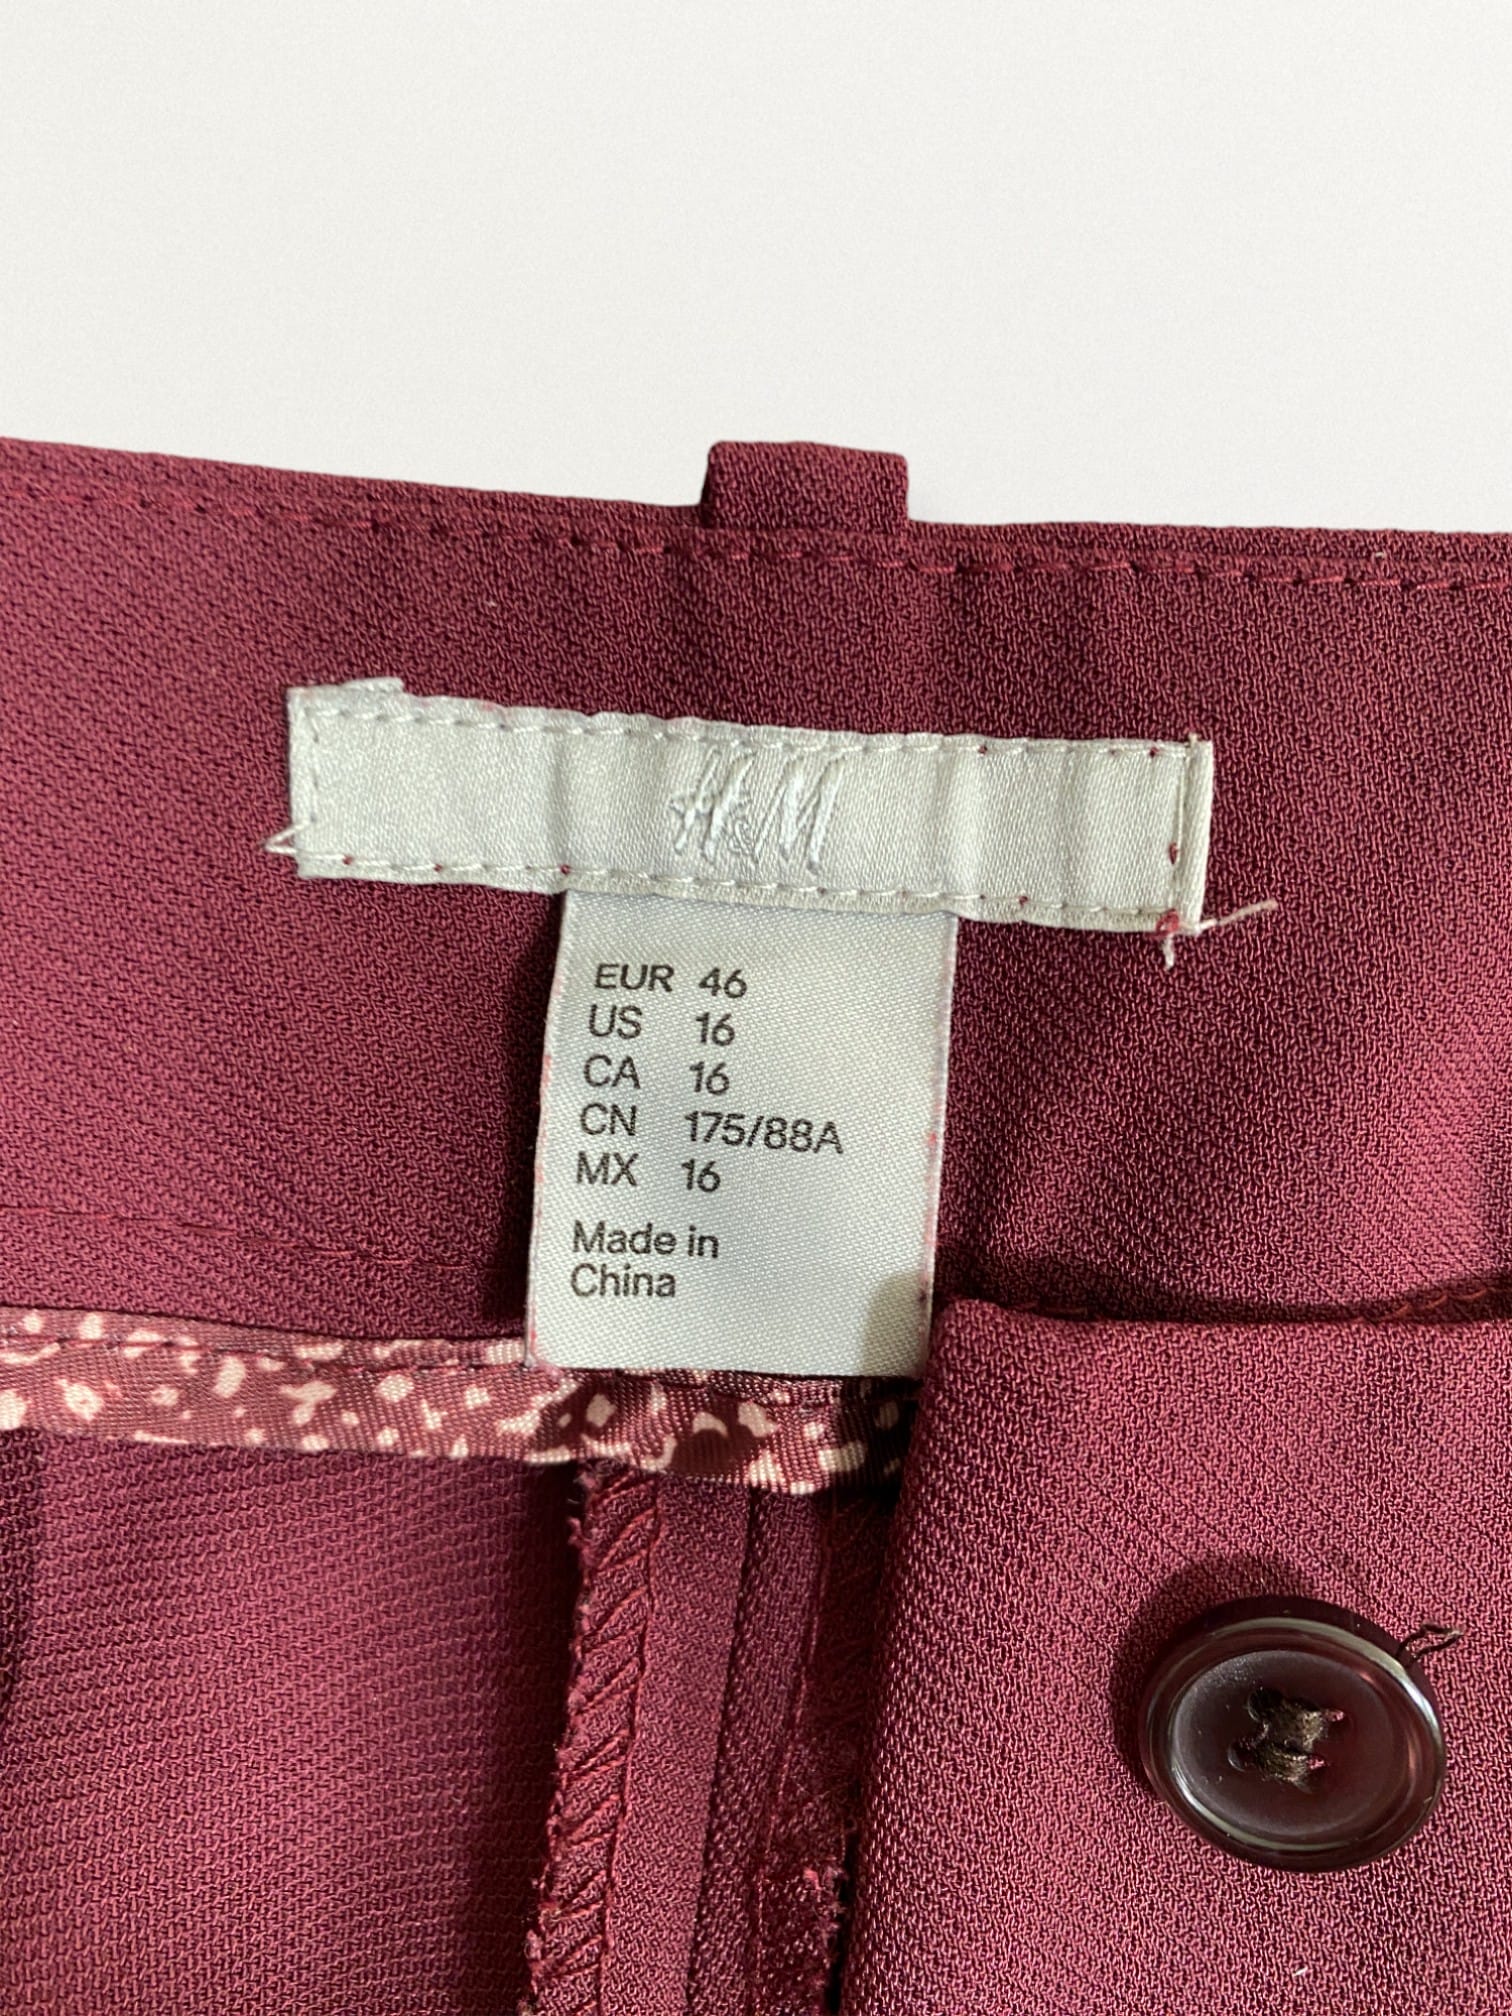 H&M
EUR 46
US 16
CA 16
CN 175/88A
MX 16
Made in
China